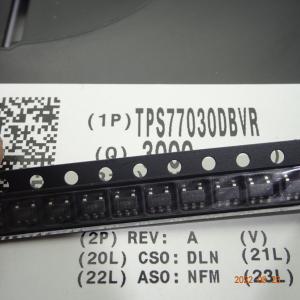 (1P) TPS77030DBVR
(Q) 3000
(2P) REV: A (V)
(20L) CSO: DLN (21L)
(22L) ASO: NFM (23L)